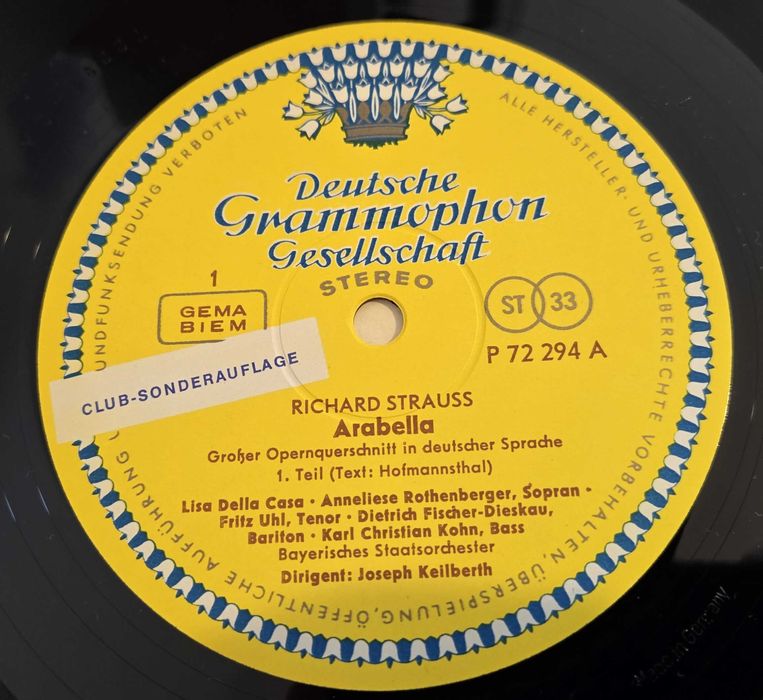 Deutsche
Grammophon
Gesellschaft
STEREO
1
GEMA
BIEM
ST 33
P 72 294 A
CLUB-SONDERAUFLAGE
RICHARD STRAUSS
Arabella
Großer Opernquerschnitt in deutscher Sprache
1. Teil (Text: Hofmannsthal)
Lisa Della Casa · Anneliese Rothenberger, Sopran ·
Fritz Uhl, Tenor · Dietrich Fischer-Dieskau,
Bariton · Karl Christian Kohn, Bass
Bayerisches Staatsorchester
Dirigent: Joseph Keilberth
ALLE HERSTELLER- UND URHEBERRECHTE VORBEHALTEN, ÜBERSPIELUNG, ÖFFENTLICHE AUFFÜHRUNG U UNDFUNKSENDUNG VERBOTEN
Made in Germany